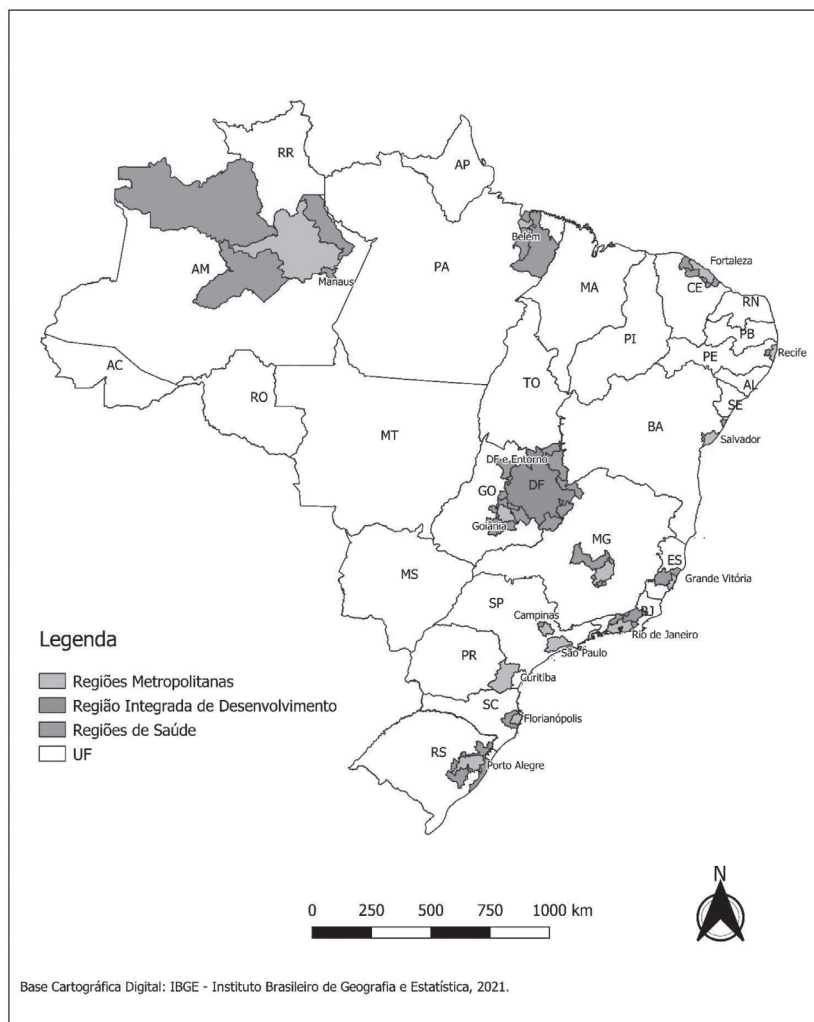 RR
AP
Belém
AM
Manaus
PA
MA
Fortaleza
CE
RN
PB
PI
PE
Recife
AC
AL
TO
SE
RO
BA
MT
Salvador
DF e Entorno
GO
DF
Goiânia
MG
ES
MS
Grande Vitória
SP
RJ
Campinas
Rio de Janeiro
São Paulo
PR
Curitiba
SC
Florianópolis
RS
Porto Alegre
Legenda
Regiões Metropolitanas
Região Integrada de Desenvolvimento
Regiões de Saúde
UF
N
0 250 500 750 1000 km
Base Cartográfica Digital: IBGE - Instituto Brasileiro de Geografia e Estatística, 2021.